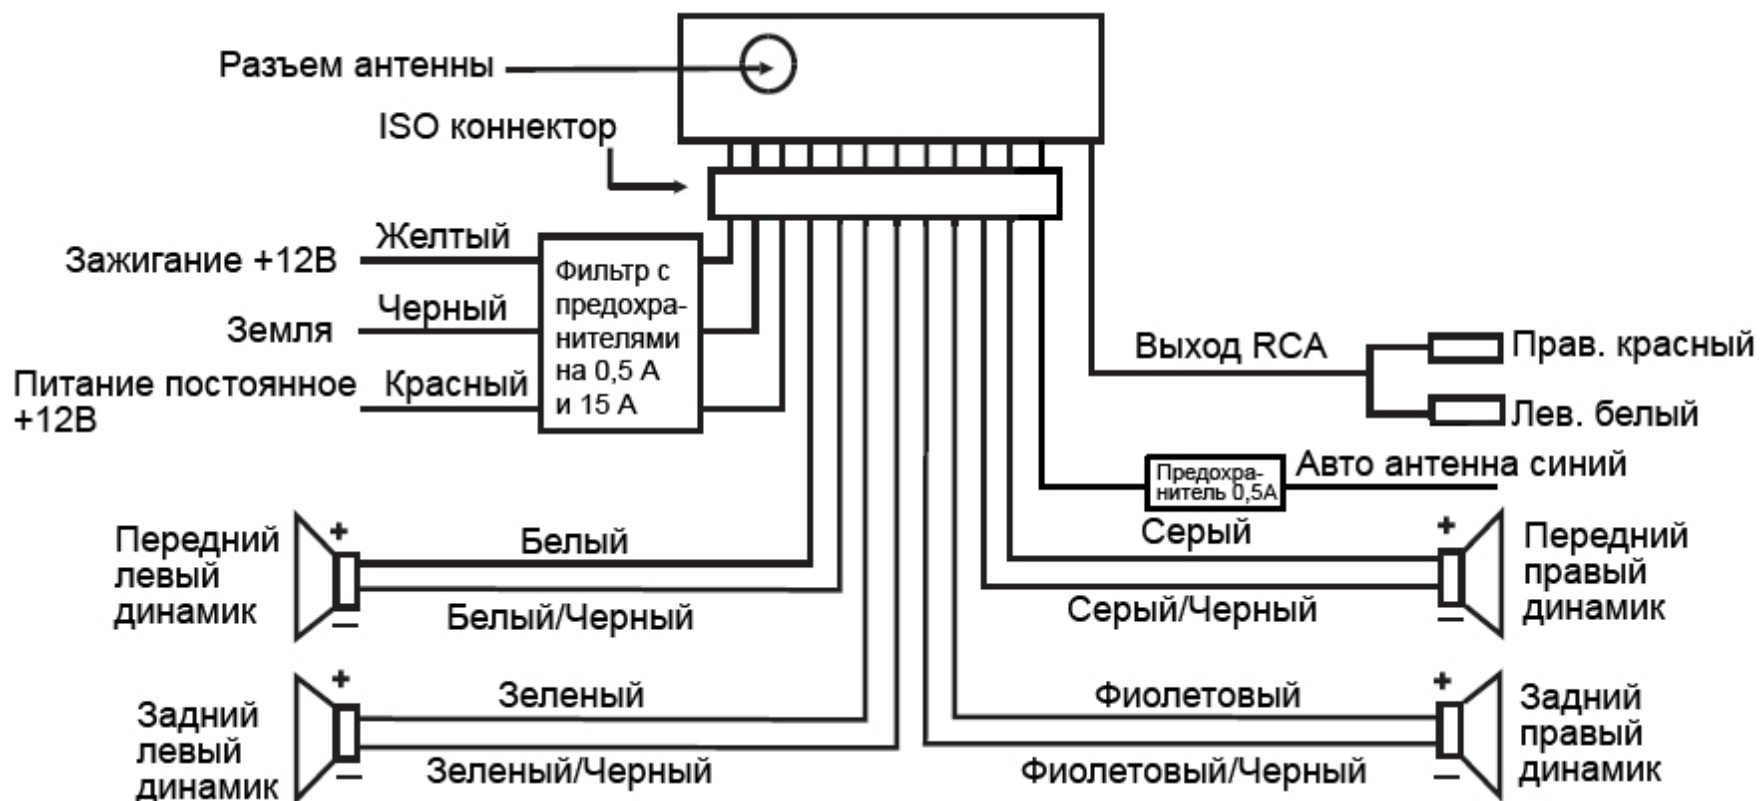 Разъем антенны
ISO коннектор
Желтый
Зажигание +12В
Черный
Земля
Питание постоянное
+12В
Красный
Фильтр с
предохра-
нителями
на 0,5 А
и 15 А
Выход RCA
Прав. красный
Лев. белый
Предохра-
нитель 0,5А
Авто антенна синий
Передний
левый
динамик
+
Белый
Белый/Черный
—
Серый
Серый/Черный
+
—
Передний
правый
динамик
Задний
левый
динамик
+
Зеленый
Зеленый/Черный
—
Фиолетовый
Фиолетовый/Черный
+
—
Задний
правый
динамик